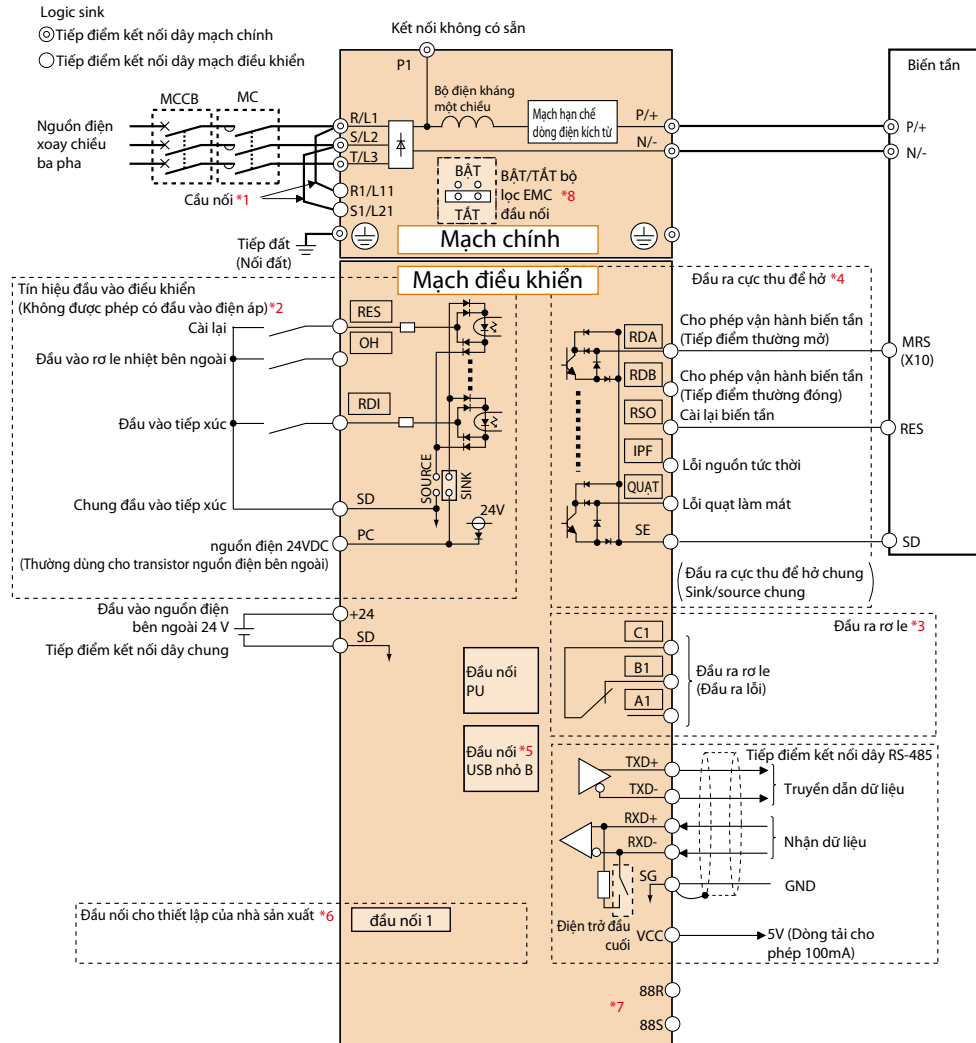 Logic sink
Tiếp điểm kết nối dây mạch chính
Tiếp điểm kết nối dây mạch điều khiển
Kết nối không có sẵn
P1
Biến tần
MCCB
MC
Nguồn điện
xoay chiều
ba pha
R/L1
S/L2
T/L3
R1/L11
S1/L21
Cầu nối *1
Bộ điện kháng
một chiều
Mạch hạn chế
dòng điện kích từ
P/+
N/-
P/+
N/-
BẬT
TẮT
BẬT/TẮT bộ
lọc EMC *8
đầu nối
Tiếp đất
(Nối đất)
Mạch chính
Mạch điều khiển
Tín hiệu đầu vào điều khiển
(Không được phép có đầu vào điện áp)*2
Cài lại
RES
Đầu vào rơ le nhiệt bên ngoài
OH
RDI
Đầu vào tiếp xúc
SOURCE
SINK
Chung đầu vào tiếp xúc
SD
24V
PC
nguồn điện 24VDC
(Thường dùng cho transistor nguồn điện bên ngoài)
Đầu vào nguồn điện
bên ngoài 24 V
+24
Tiếp điểm kết nối dây chung
SD
Đầu ra cực thu để hở *4
RDA
Cho phép vận hành biến tần
(Tiếp điểm thường mở)
MRS
(X10)
RDB
Cho phép vận hành biến tần
(Tiếp điểm thường đóng)
RSO
Cài lại biến tần
RES
IPF
Lỗi nguồn tức thời
QUẠT
Lỗi quạt làm mát
SE
SD
(Đầu ra cực thu để hở chung
Sink/source chung)
Đầu ra rơ le *3
C1
B1
A1
Đầu ra rơ le
(Đầu ra lỗi)
Đầu nối
PU
Đầu nối *5
USB nhỏ B
Tiếp điểm kết nối dây RS-485
TXD+
TXD-
Truyền dẫn dữ liệu
RXD+
RXD-
Nhận dữ liệu
SG
GND
Điện trở đầu
cuối
VCC
5V (Dòng tải cho
phép 100mA)
Đầu nối cho thiết lập của nhà sản xuất *6
đầu nối 1
*7
88R
88S